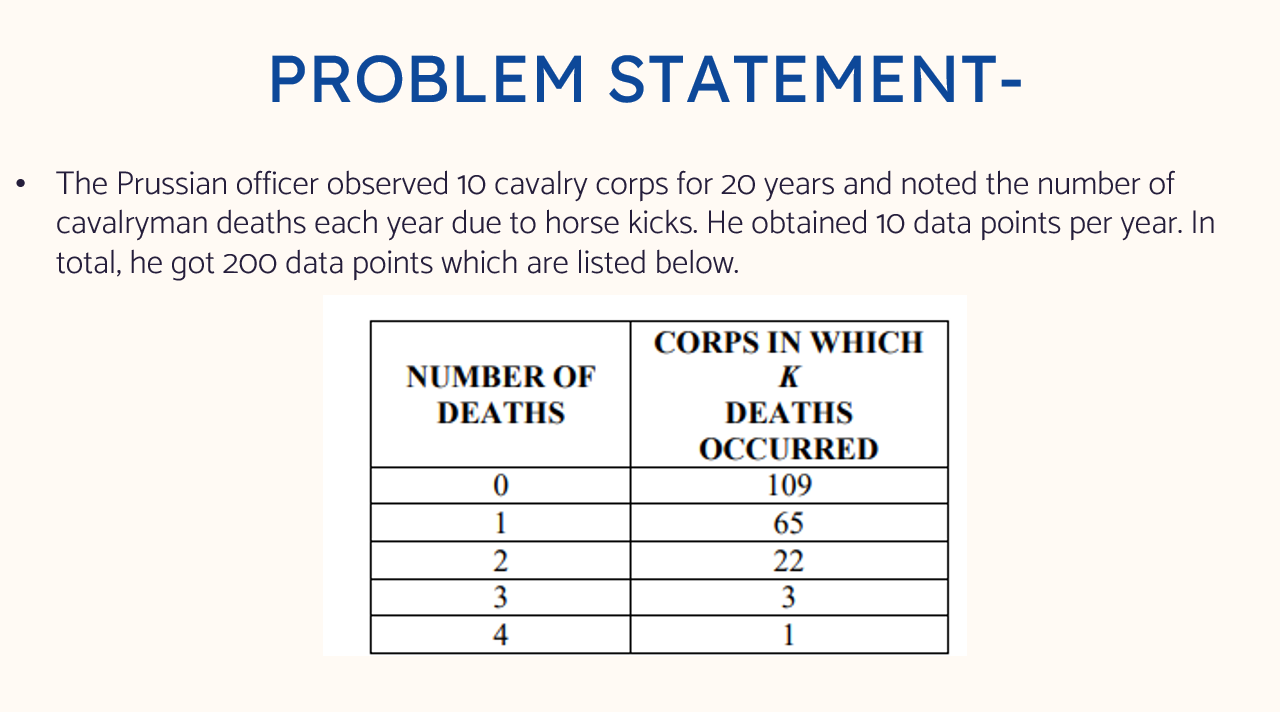 PROBLEM STATEMENT-
• The Prussian officer observed 10 cavalry corps for 20 years and noted the number of
cavalryman deaths each year due to horse kicks. He obtained 10 data points per year. In
total, he got 200 data points which are listed below.
NUMBER OF
DEATHS
CORPS IN WHICH
K
DEATHS
OCCURRED
0 109
1 65
2 22
3 3
4 1